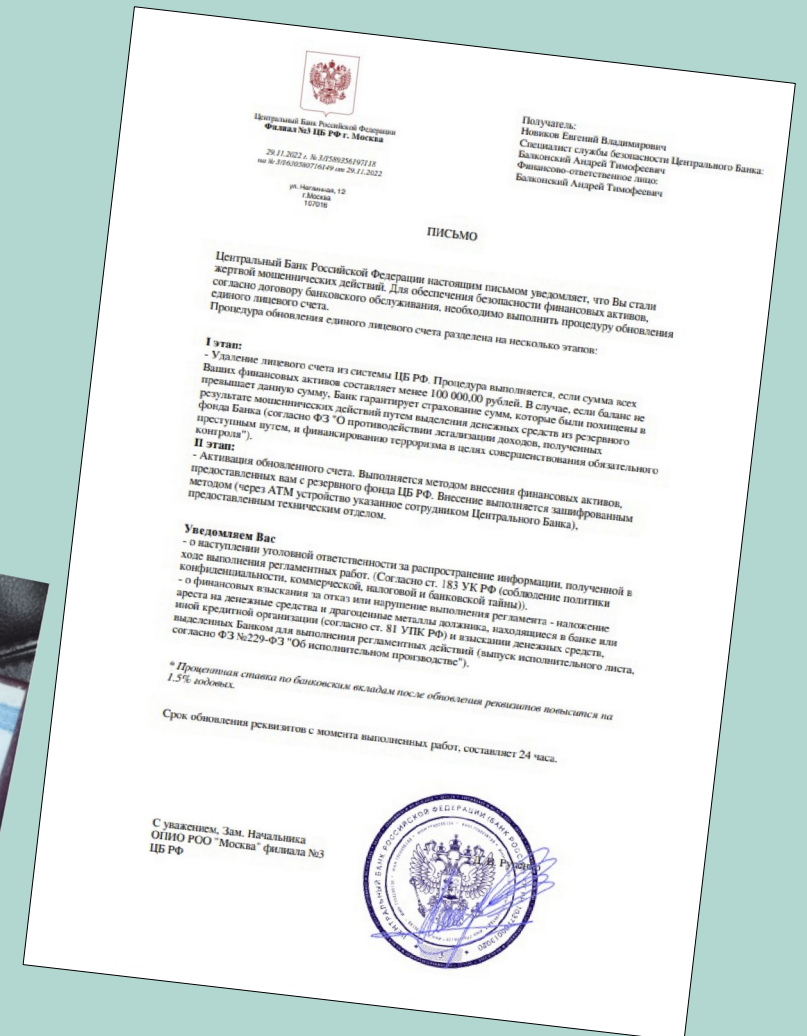 Центральный Банк Российской Федерации
Филиал №3 ЦБ РФ г. Москва
29.11.2022 г. № 3/1589356197118
на № 3/1620580716149 от 29.11.2022
ул. Неглинная, 12
г.Москва
107016
Получатель:
Новиков Евгений Владимирович
Специалист службы безопасности Центрального Банка:
Балконский Андрей Тимофеевич
Финансово-ответственное лицо:
Балконский Андрей Тимофеевич
ПИСЬМО
Центральный Банк Российской Федерации настоящим письмом уведомляет, что Вы стали
жертвой мошеннических действий. Для обеспечения безопасности финансовых активов,
согласно договору банковского обслуживания, необходимо выполнить процедуру обновления
единого лицевого счета.
Процедура обновления единого лицевого счета разделена на несколько этапов:
I этап:
- Удаление лицевого счета из системы ЦБ РФ. Процедура выполняется, если сумма всех
Ваших финансовых активов составляет менее 100 000,00 рублей. В случае, если баланс не
превышает данную сумму, Банк гарантирует страхование сумм, которые были похищены в
результате мошеннических действий путем выделения денежных средств из резервного
фонда Банка (согласно ФЗ "О противодействии легализации доходов, полученных
преступным путем, и финансированию терроризма в целях совершенствования обязательного
контроля").
II этап:
- Активация обновленного счета. Выполняется методом внесения финансовых активов,
предоставленных вам с резервного фонда ЦБ РФ. Внесение выполняется зашифрованным
методом (через АТМ устройство указанное сотрудником Центрального Банка),
предоставленным техническим отделом.
Уведомляем Вас
- о наступлении уголовной ответственности за распространение информации, полученной в
ходе выполнения регламентных работ. (Согласно ст. 183 УК РФ (соблюдение политики
конфиденциальности, коммерческой, налоговой и банковской тайны)).
- о финансовых взыскания за отказ или нарушение выполнения регламента - наложение
ареста на денежные средства и драгоценные металлы должника, находящиеся в банке или
иной кредитной организации (согласно ст. 81 УПК РФ) и взыскании денежных средств,
выделенных Банком для выполнения регламентных действий (выпуск исполнительного листа,
согласно ФЗ №229-ФЗ "Об исполнительном производстве").
* Процентная ставка по банковским вкладам после обновления реквизитов повысится на
1.5% годовых.
Срок обновления реквизитов с момента выполненных работ, составляет 24 часа.
С уважением, Зам. Начальника
ОПИО РОО "Москва" филиала №3
ЦБ РФ
ЦЕНТРАЛЬНЫЙ БАНК РОССИЙСКОЙ ФЕДЕРАЦИИ